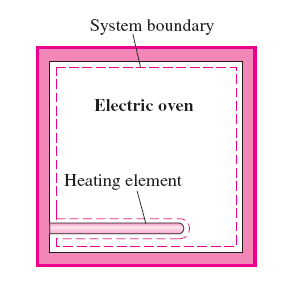 System boundary
Electric oven
Heating element